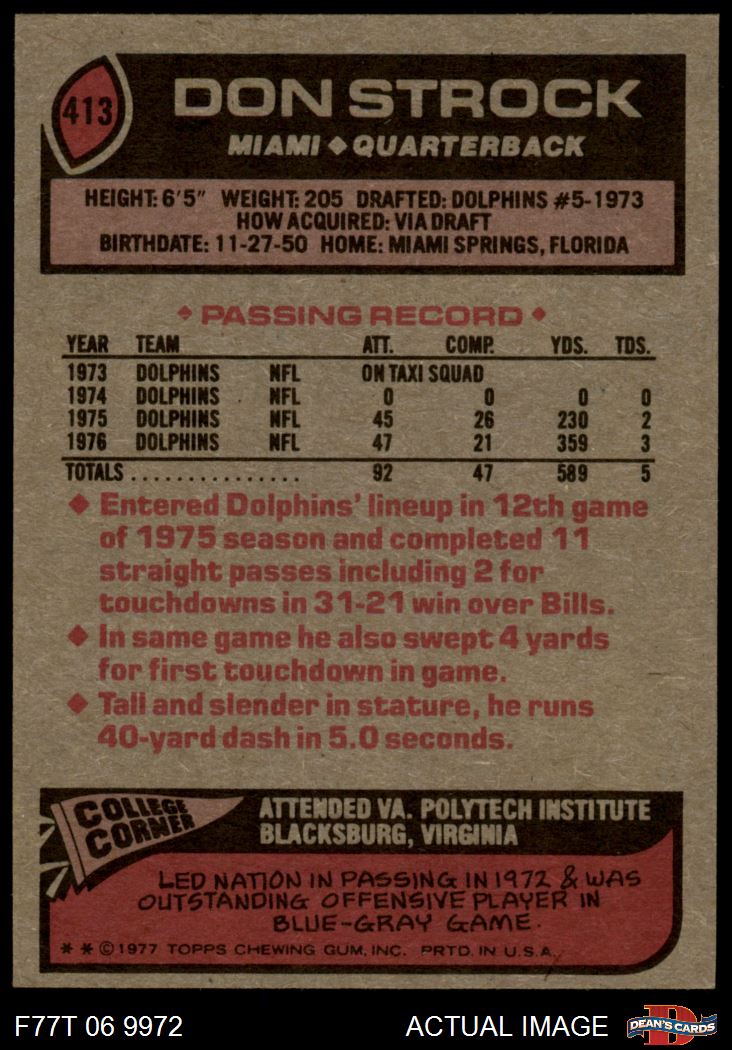 413
DON STROCK
MIAMI ◆ QUARTERBACK
HEIGHT: 6'5" WEIGHT: 205 DRAFTED: DOLPHINS #5-1973
HOW ACQUIRED: VIA DRAFT
BIRTHDATE: 11-27-50 HOME: MIAMI SPRINGS, FLORIDA
◆ PASSING RECORD ◆
YEAR TEAM ATT. COMP. YDS. TDS.
1973 DOLPHINS NFL ON TAXI SQUAD
1974 DOLPHINS NFL 0 0 0 0
1975 DOLPHINS NFL 45 26 230 2
1976 DOLPHINS NFL 47 21 359 3
TOTALS ............... 92 47 589 5
◆ Entered Dolphins' lineup in 12th game
of 1975 season and completed 11
straight passes including 2 for
touchdowns in 31-21 win over Bills.
◆ In same game he also swept 4 yards
for first touchdown in game.
◆ Tall and slender in stature, he runs
40-yard dash in 5.0 seconds.
COLLEGE
CORNER
ATTENDED VA. POLYTECH INSTITUTE
BLACKSBURG, VIRGINIA
LED NATION IN PASSING IN 1972 & WAS
OUTSTANDING OFFENSIVE PLAYER IN
BLUE-GRAY GAME.
* * © 1977 TOPPS CHEWING GUM, INC. PRTD. IN U.S.A.
F77T 06 9972
ACTUAL IMAGE
D
DEAN'S CARDS